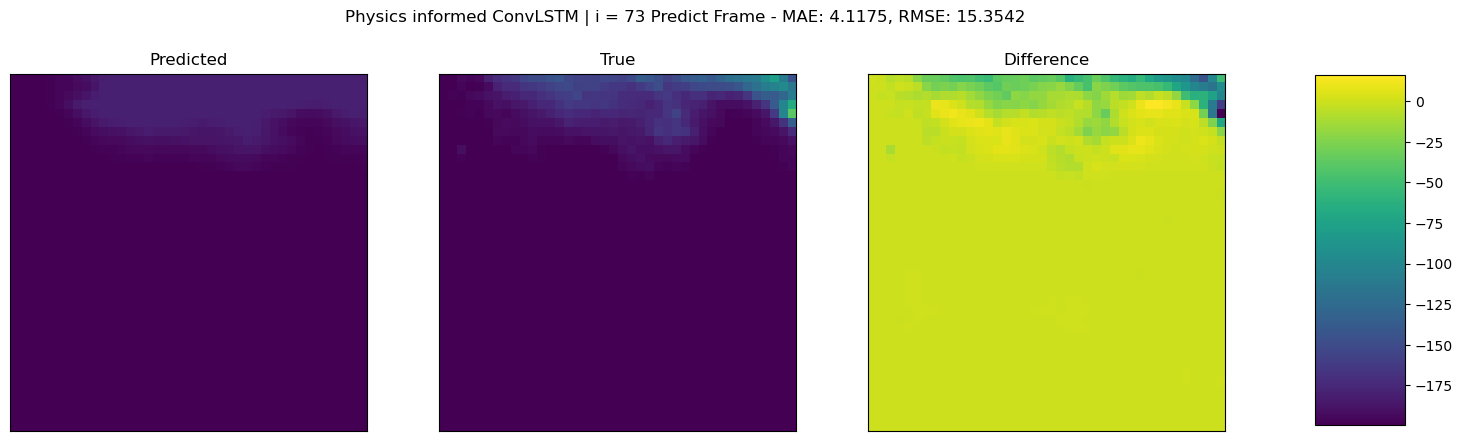 Physics informed ConvLSTM | i = 73 Predict Frame - MAE: 4.1175, RMSE: 15.3542
Predicted
True
Difference
0
−25
−50
−75
−100
−125
−150
−175